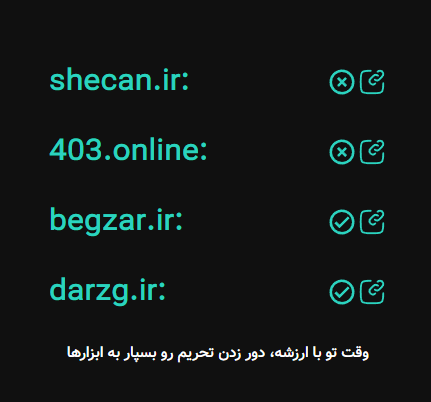 shecan.ir:
403.online:
begzar.ir:
darzg.ir:
وقت تو با ارزشه، دور زدن تحریم رو بسپار به ابزارها